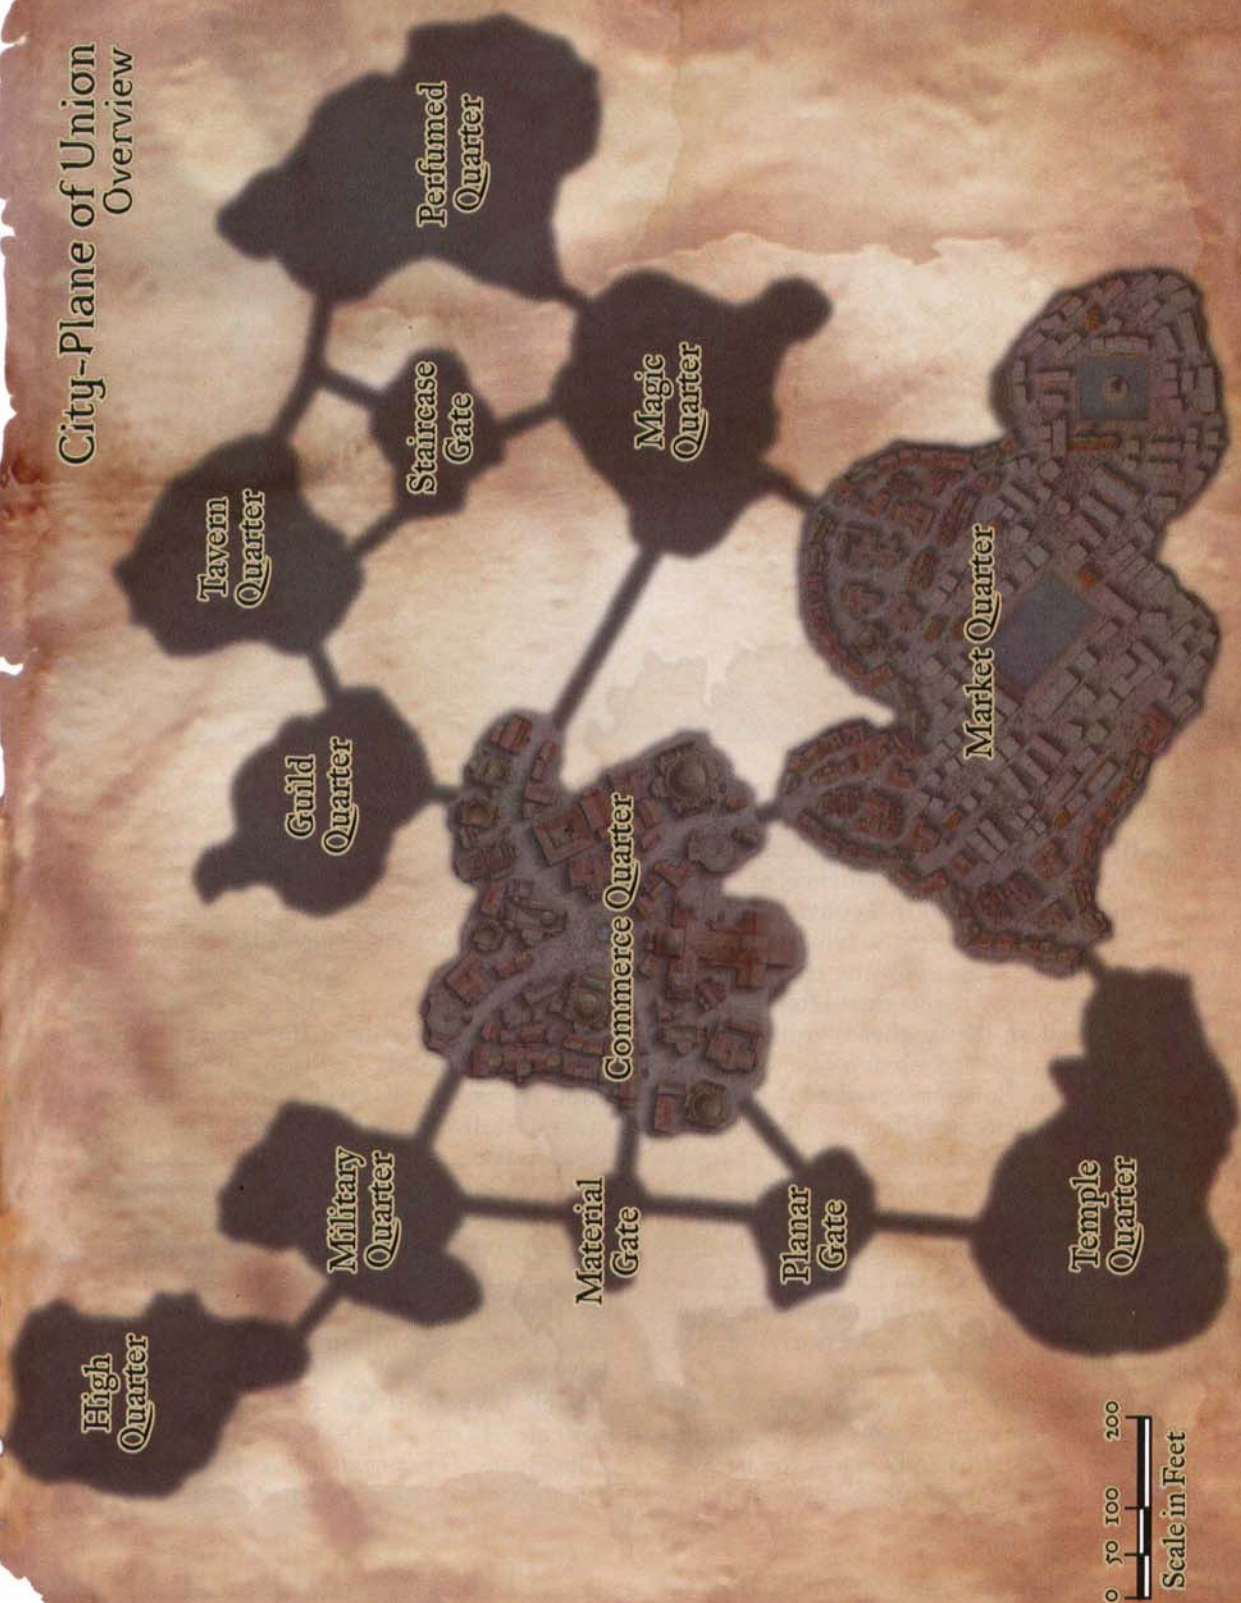 City-Plane of Union
Overview
High
Quarter
Military
Quarter
Guild
Quarter
Tavern
Quarter
Staircase
Gate
Perfumed
Quarter
Material
Gate
Commerce Quarter
Magic
Quarter
Planar
Gate
Market Quarter
Temple
Quarter
0 50 100 200
Scale in Feet